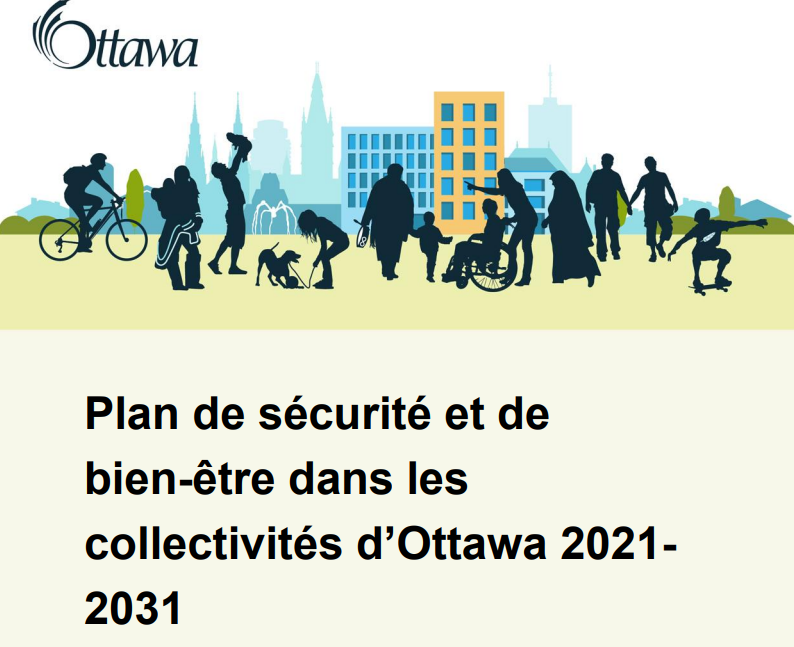 Ottawa
Plan de sécurité et de
bien-être dans les
collectivités d’Ottawa 2021-
2031